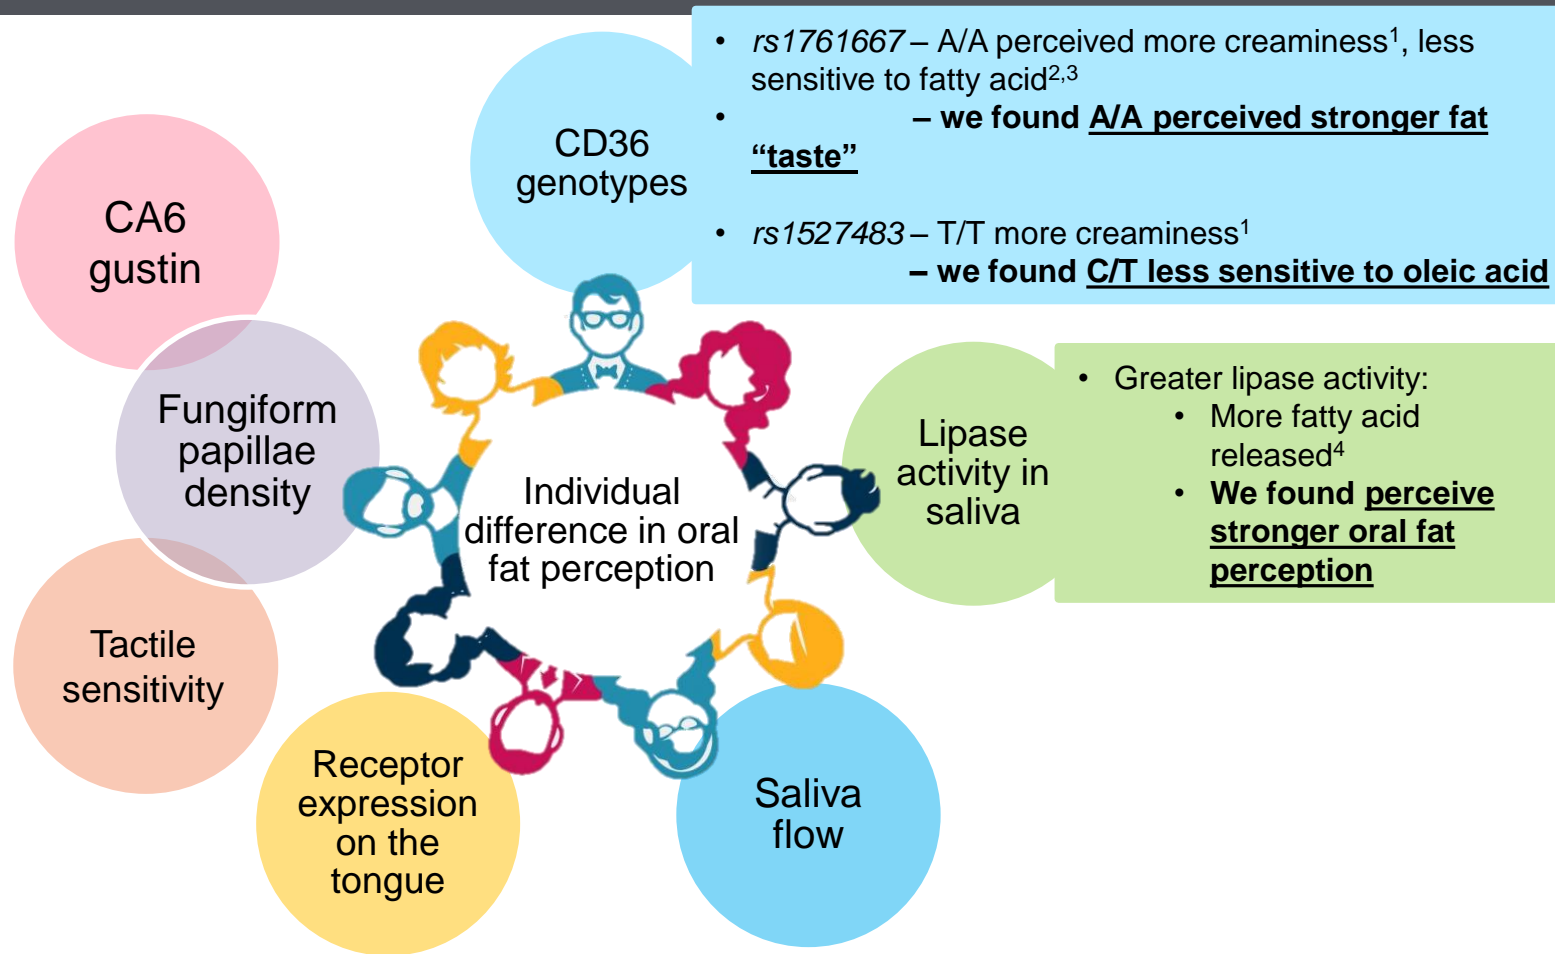 • rs1761667 – A/A perceived more creaminess¹, less
sensitive to fatty acid²,³
• – we found A/A perceived stronger fat
“taste”
• rs1527483 – T/T more creaminess¹
– we found C/T less sensitive to oleic acid
CD36
genotypes
CA6
gustin
Fungiform
papillae
density
Tactile
sensitivity
Receptor
expression
on the
tongue
Saliva
flow
Lipase
activity in
saliva
• Greater lipase activity:
• More fatty acid
released⁴
• We found perceive
stronger oral fat
perception
Individual
difference in oral
fat perception